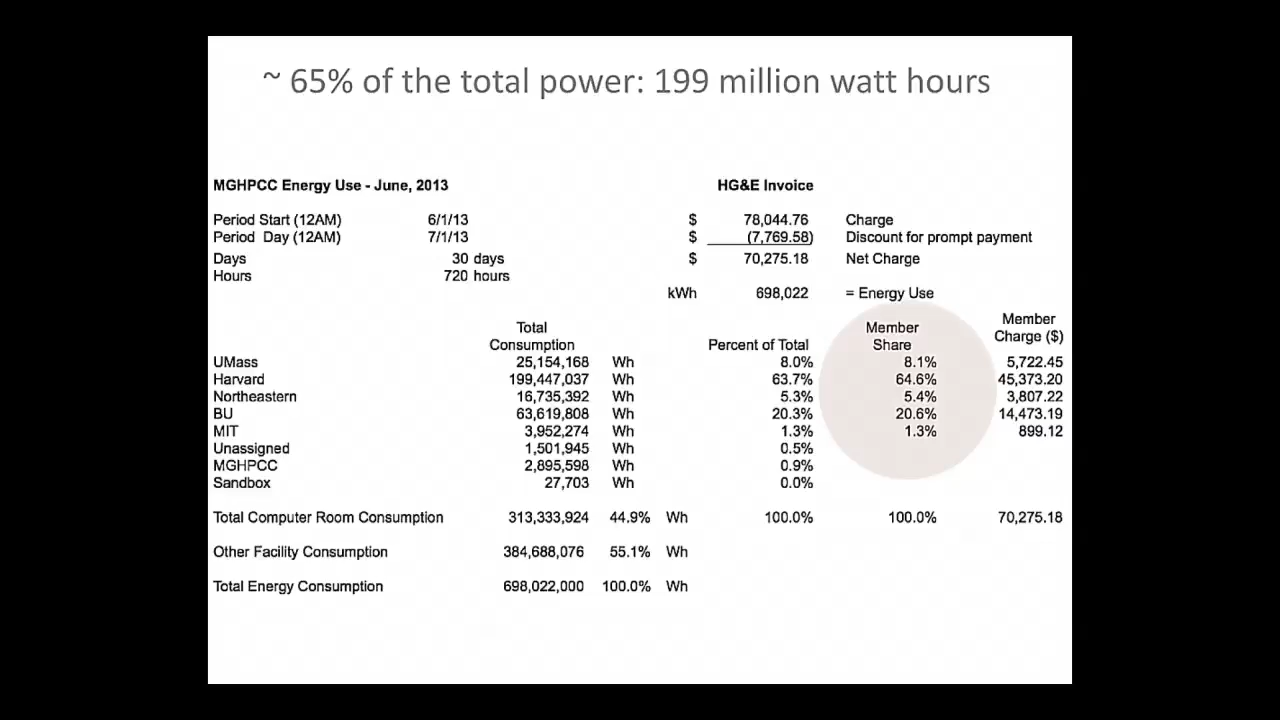 ~ 65% of the total power: 199 million watt hours
MGHPCC Energy Use - June, 2013 HG&E Invoice
Period Start (12AM) 6/1/13 $ 78,044.76 Charge
Period Day (12AM) 7/1/13 $ (7,769.58) Discount for prompt payment
Days 30 days $ 70,275.18 Net Charge
Hours 720 hours
kWh 698,022 = Energy Use
Total Consumption Percent of Total Member Share Member Charge ($)
UMass 25,154,168 Wh 8.0% 8.1% 5,722.45
Harvard 199,447,037 Wh 63.7% 64.6% 45,373.20
Northeastern 16,735,392 Wh 5.3% 5.4% 3,807.22
BU 63,619,808 Wh 20.3% 20.6% 14,473.19
MIT 3,952,274 Wh 1.3% 1.3% 899.12
Unassigned 1,501,945 Wh 0.5%
MGHPCC 2,895,598 Wh 0.9%
Sandbox 27,703 Wh 0.0%
Total Computer Room Consumption 313,333,924 44.9% Wh 100.0% 100.0% 70,275.18
Other Facility Consumption 384,688,076 55.1% Wh
Total Energy Consumption 698,022,000 100.0% Wh